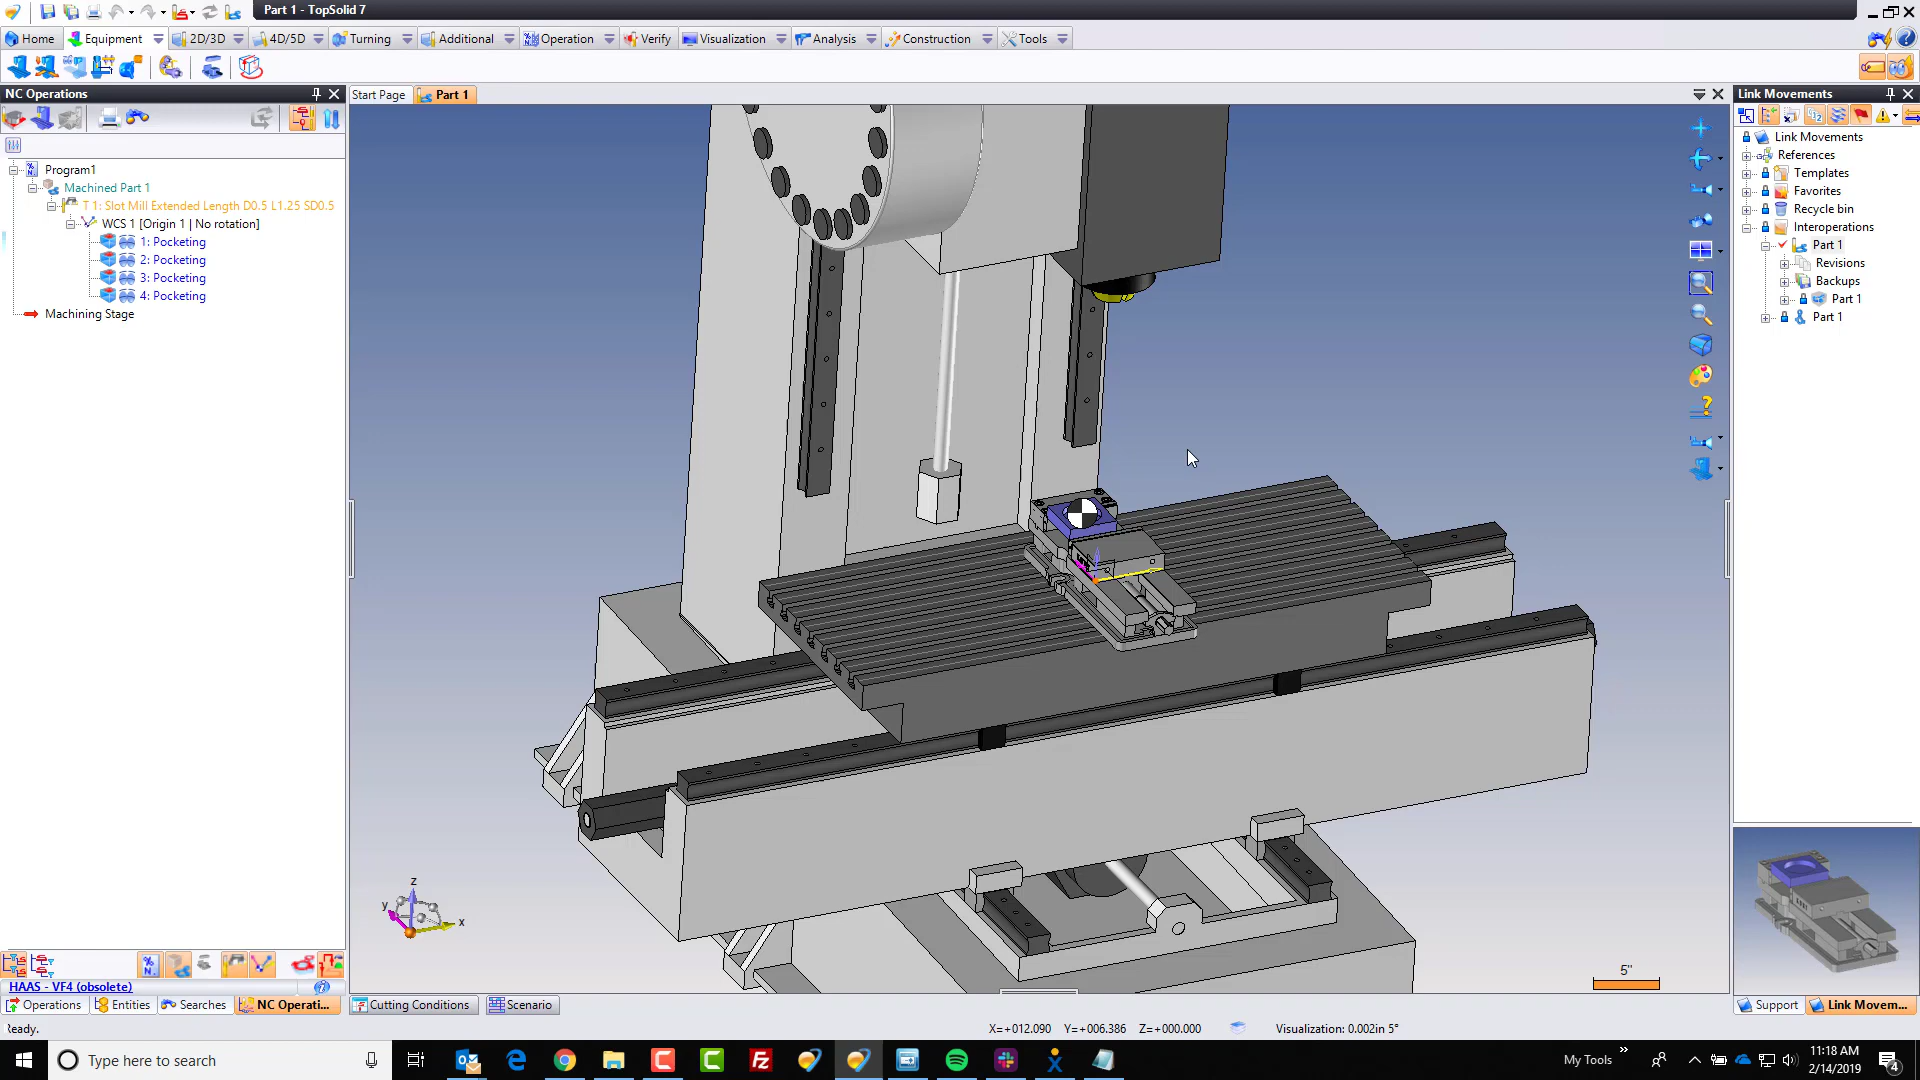 Part 1 - TopSolid 7
Home Equipment 2D/3D 4D/5D Turning Additional Operation Verify Visualization Analysis Construction Tools
NC Operations
Program1
Machined Part 1
T 1: Slot Mill Extended Length D0.5 L1.25 SD0.5
WCS 1 [Origin 1 | No rotation]
1: Pocketing
2: Pocketing
3: Pocketing
4: Pocketing
Machining Stage
HAAS - VF4 (obsolete)
Operations Entities Searches NC Operati...
Start Page Part 1
z
y
x
5"
Cutting Conditions Scenario
Link Movements
Link Movements
References
Templates
Favorites
Recycle bin
Interoperations
Part 1
Revisions
Backups
Part 1
Part 1
Support Link Movem...
Ready.
X=+012.090 Y=+006.386 Z=+000.000 Visualization: 0.002in 5°
Type here to search
My Tools
11:18 AM
2/14/2019
4